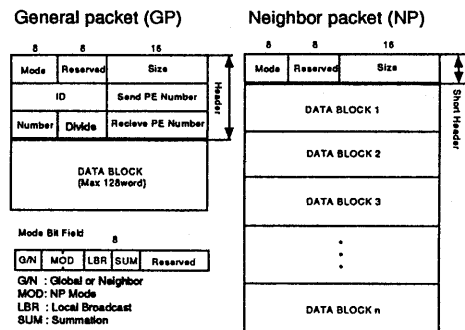 General packet (GP)
8 8 16
Mode Reserved Size
ID Send PE Number
Number Divide Recieve PE Number
Header
DATA BLOCK
(Max 128word)
Mode Bit Field
8
G/N MOD LBR SUM Reserved
G/N : Global or Neighbor
MOD: NP Mode
LBR : Local Broadcast
SUM : Summation
Neighbor packet (NP)
8 8 16
Mode Reserved Size
Short Header
DATA BLOCK 1
DATA BLOCK 2
DATA BLOCK 3
DATA BLOCK n